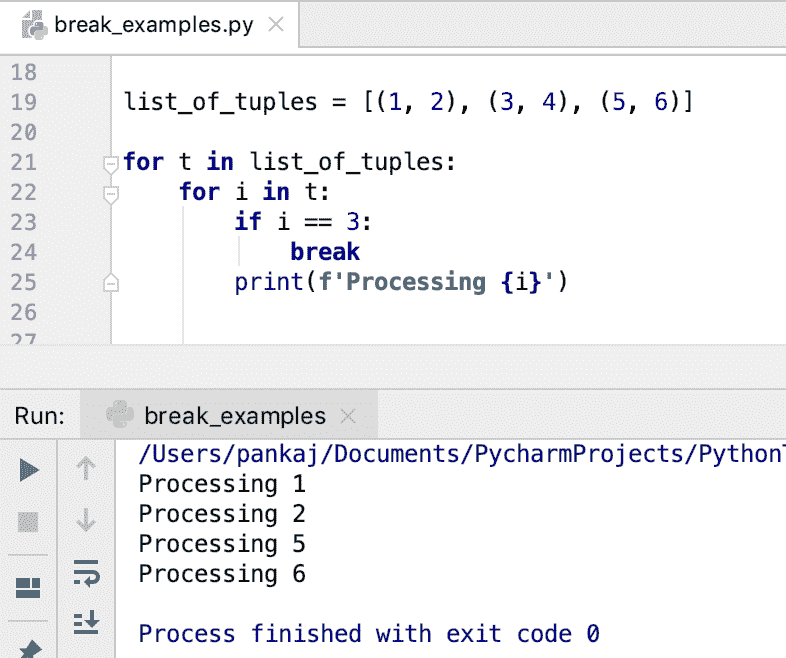 break_examples.py
18
19 list_of_tuples = [(1, 2), (3, 4), (5, 6)]
20
21 for t in list_of_tuples:
22     for i in t:
23         if i == 3:
24             break
25         print(f'Processing {i}')
26
27
Run: break_examples
/Users/pankaj/Documents/PycharmProjects/Python
Processing 1
Processing 2
Processing 5
Processing 6
Process finished with exit code 0